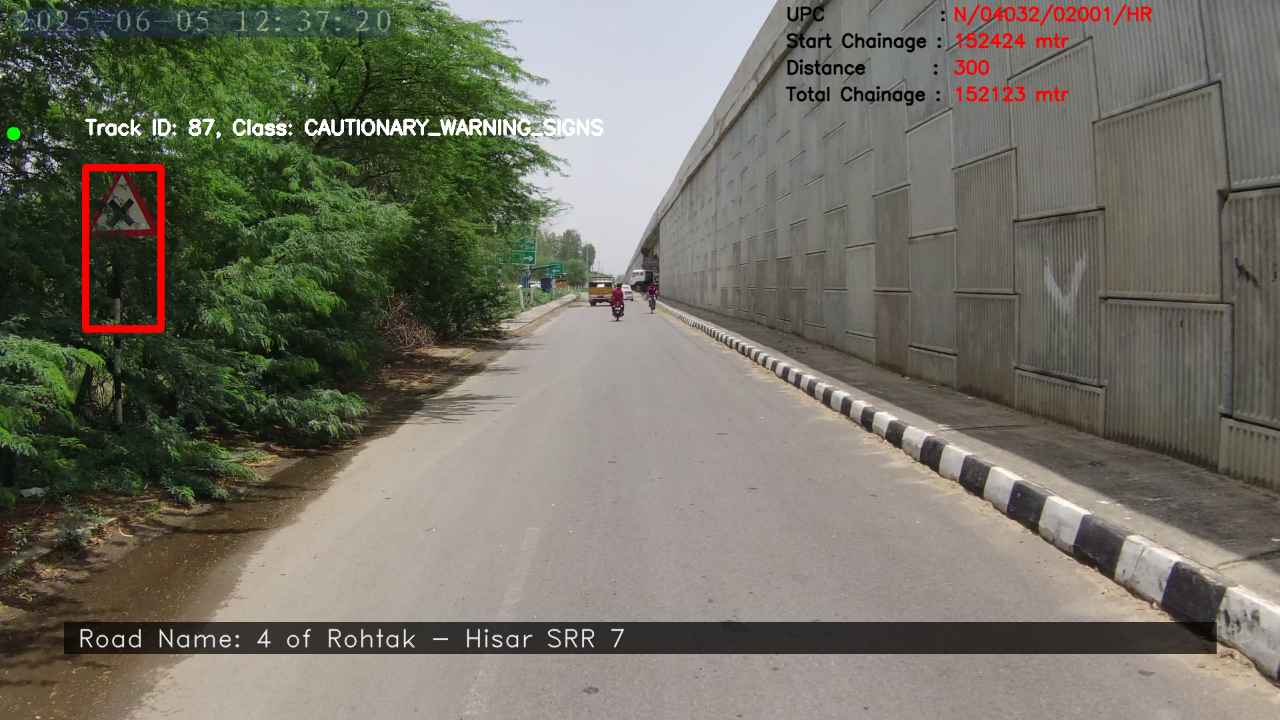 2025-06-05 12:37:20
UPC : N/04032/02001/HR
Start Chainage : 152424 mtr
Distance : 300
Total Chainage : 152123 mtr
Track ID: 87, Class: CAUTIONARY_WARNING_SIGNS
Road Name: 4 of Rohtak - Hisar SRR 7